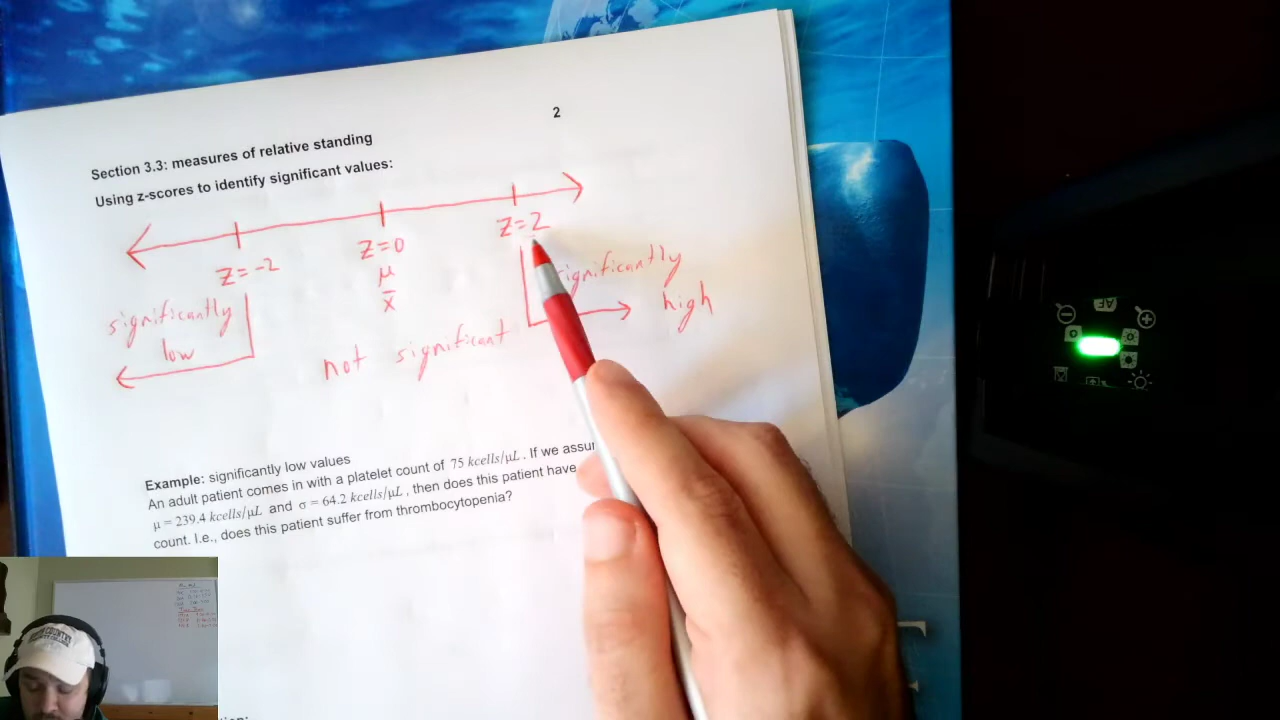 2
Section 3.3: measures of relative standing
Using z-scores to identify significant values:
z=-2
z=0
z=2
μ
x̄
significantly
low
not significant
significantly
high
Example: significantly low values
An adult patient comes in with a platelet count of 75 kcells/μL. If we assu
μ = 239.4 kcells/μL and σ = 64.2 kcells/μL, then does this patient have
count. I.e., does this patient suffer from thrombocytopenia?
AF